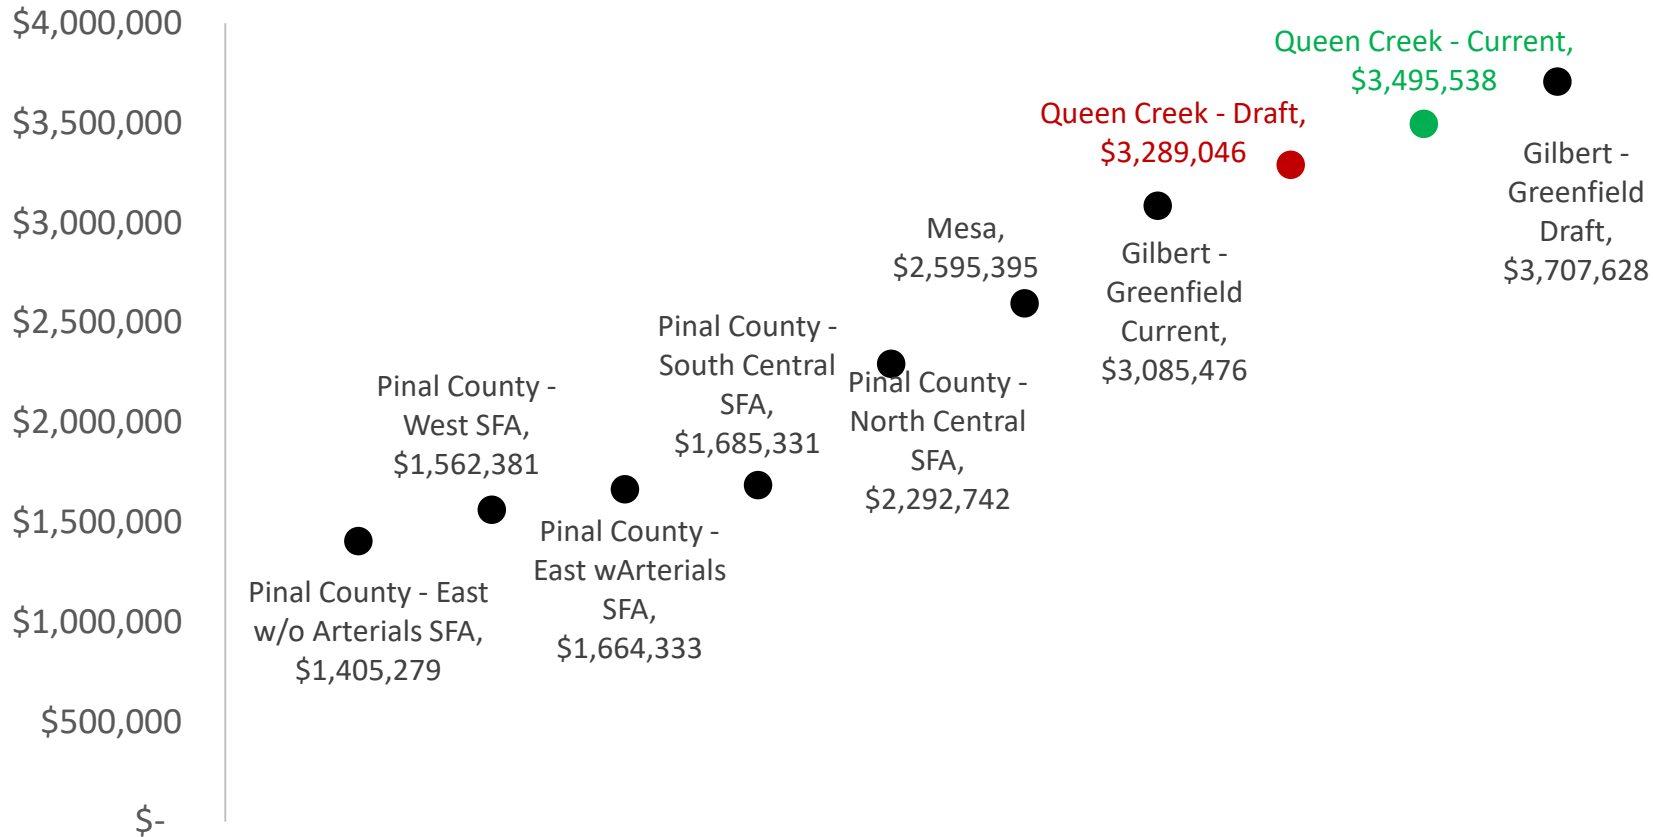 $4,000,000
$3,500,000
$3,000,000
$2,500,000
$2,000,000
$1,500,000
$1,000,000
$500,000
$-
Pinal County - East
w/o Arterials SFA,
$1,405,279
Pinal County -
West SFA,
$1,562,381
Pinal County -
East wArterials
SFA,
$1,664,333
Pinal County -
South Central
SFA,
$1,685,331
Pinal County -
North Central
SFA,
$2,292,742
Mesa,
$2,595,395
Gilbert -
Greenfield
Current,
$3,085,476
Queen Creek - Draft,
$3,289,046
Queen Creek - Current,
$3,495,538
Gilbert -
Greenfield
Draft,
$3,707,628